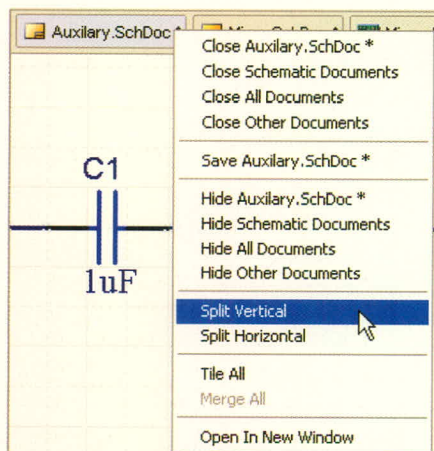 Auxilary.SchDoc *
Close Auxilary.SchDoc *
Close Schematic Documents
Close All Documents
Close Other Documents
Save Auxilary.SchDoc *
Hide Auxilary.SchDoc *
Hide Schematic Documents
Hide All Documents
Hide Other Documents
Split Vertical
Split Horizontal
Tile All
Merge All
Open In New Window
C1
1uF